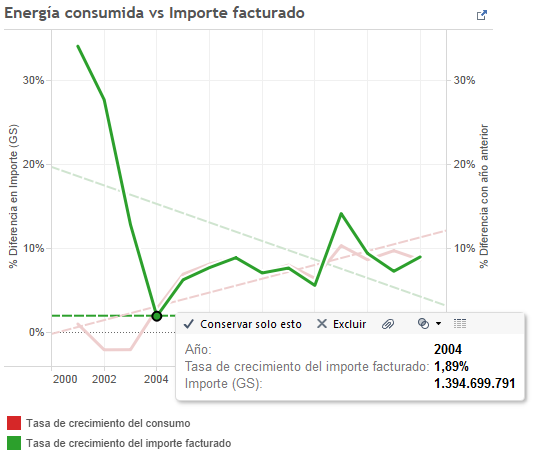 Energía consumida vs Importe facturado
30%
30%
20%
20%
10%
10%
0%
% Diferencia en Importe (GS)
% Diferencia con año anterior
2000
2002
2004
Conservar solo esto
Excluir
Año: 2004
Tasa de crecimiento del importe facturado: 1,89%
Importe (GS): 1.394.699.791
Tasa de crecimiento del consumo
Tasa de crecimiento del importe facturado